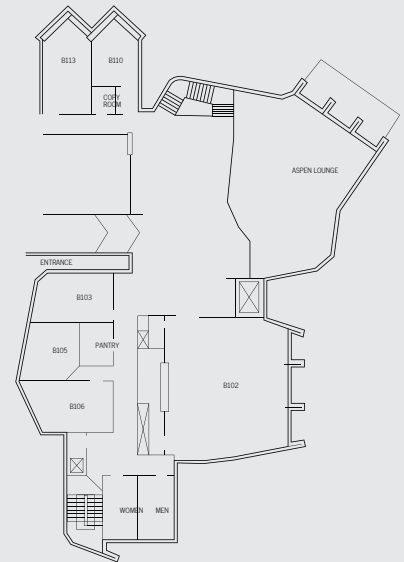 B113
B110
COPY
ROOM
ASPEN LOUNGE
ENTRANCE
B103
PANTRY
B105
B102
B106
WOMEN
MEN